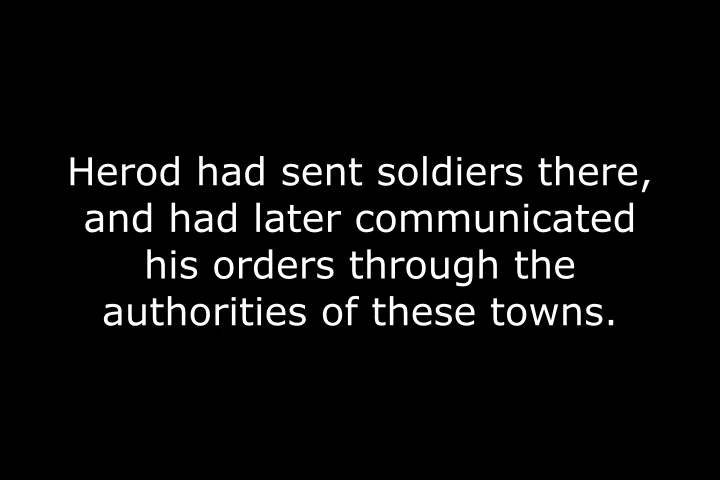 Herod had sent soldiers there,
and had later communicated
his orders through the
authorities of these towns.